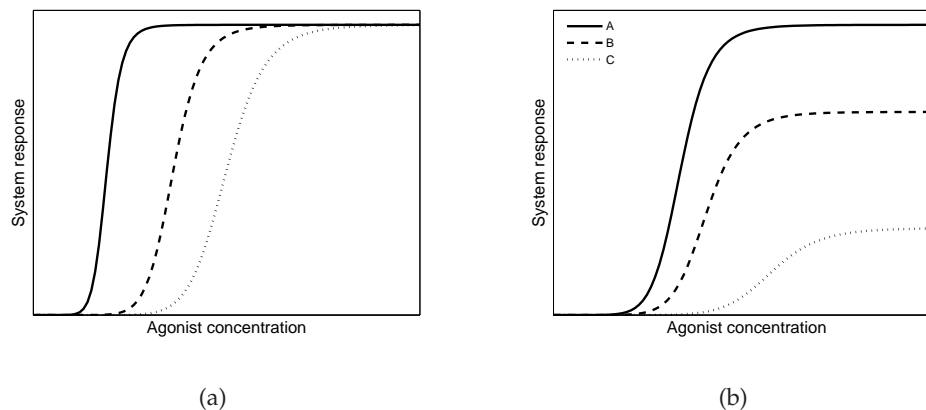 System response
Agonist concentration
(a)
A
B
C
System response
Agonist concentration
(b)